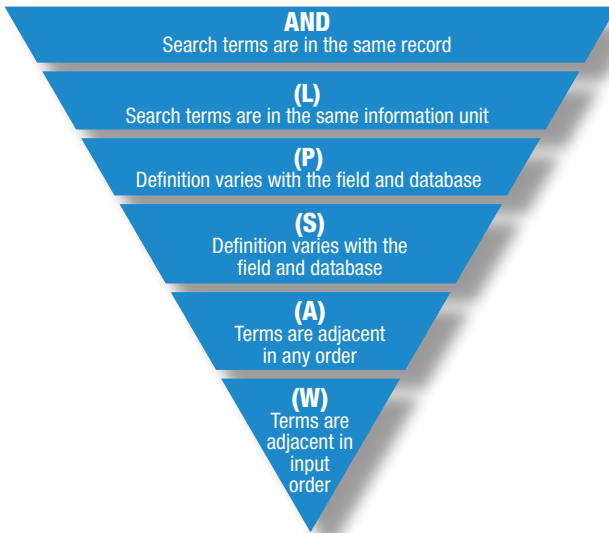 AND
Search terms are in the same record
(L)
Search terms are in the same information unit
(P)
Definition varies with the field and database
(S)
Definition varies with the
field and database
(A)
Terms are adjacent
in any order
(W)
Terms are
adjacent in
input
order